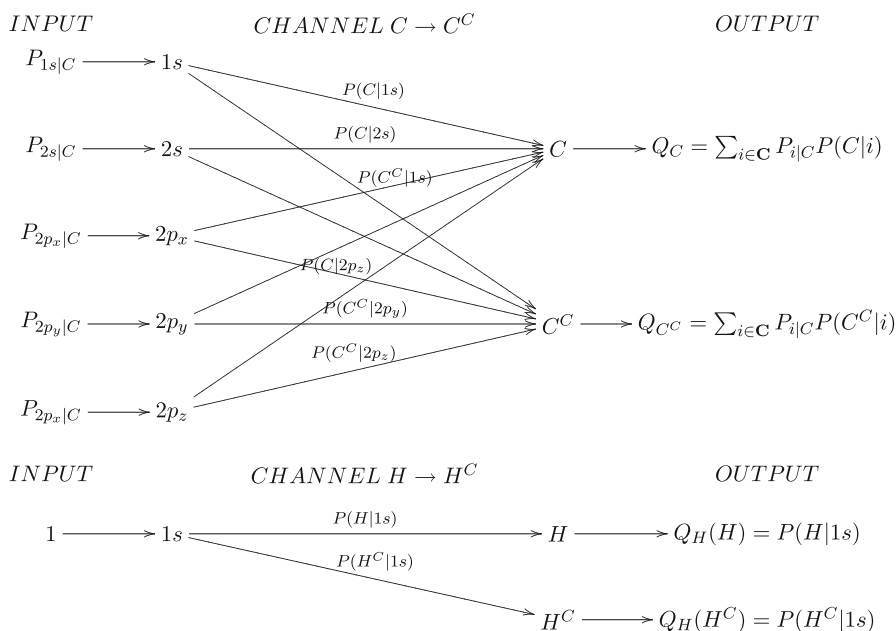 INPUT CHANNEL C → C^C OUTPUT
P_{1s|C} 1s
P(C|1s)
P_{2s|C} 2s P(C|2s) C Q_C = ∑_{i∈C} P_{i|C}P(C|i)
P(C^C|1s)
P_{2p_x|C} 2p_x
P(C|2p_z)
P(C^C|2p_y)
P_{2p_y|C} 2p_y C^C Q_{C^C} = ∑_{i∈C} P_{i|C}P(C^C|i)
P(C^C|2p_z)
P_{2p_x|C} 2p_z
INPUT CHANNEL H → H^C OUTPUT
P(H|1s)
1 1s H Q_H(H) = P(H|1s)
P(H^C|1s)
H^C Q_H(H^C) = P(H^C|1s)